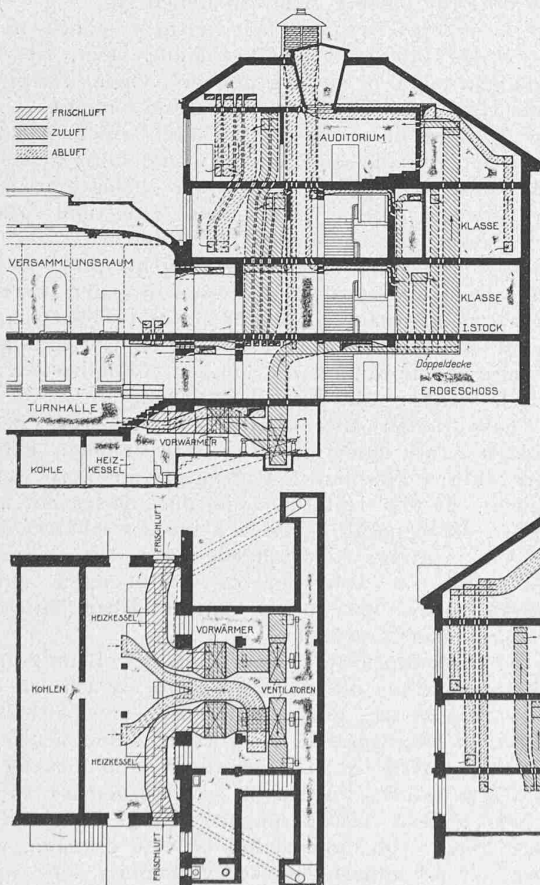 FRISCHLUFT
ZULUFT
ABLUFT
AUDITORIUM
KLASSE
VERSAMMLUNGSRAUM
KLASSE
I.STOCK
Doppeldecke
ERDGESCHOSS
TURNHALLE
VORWÄRMER
KOHLE
HEIZ-
KESSEL
FRISCHLUFT
HEIZKESSEL
VORWÄRMER
KOHLEN
VENTILATOREN
HEIZKESSEL
FRISCHLUFT